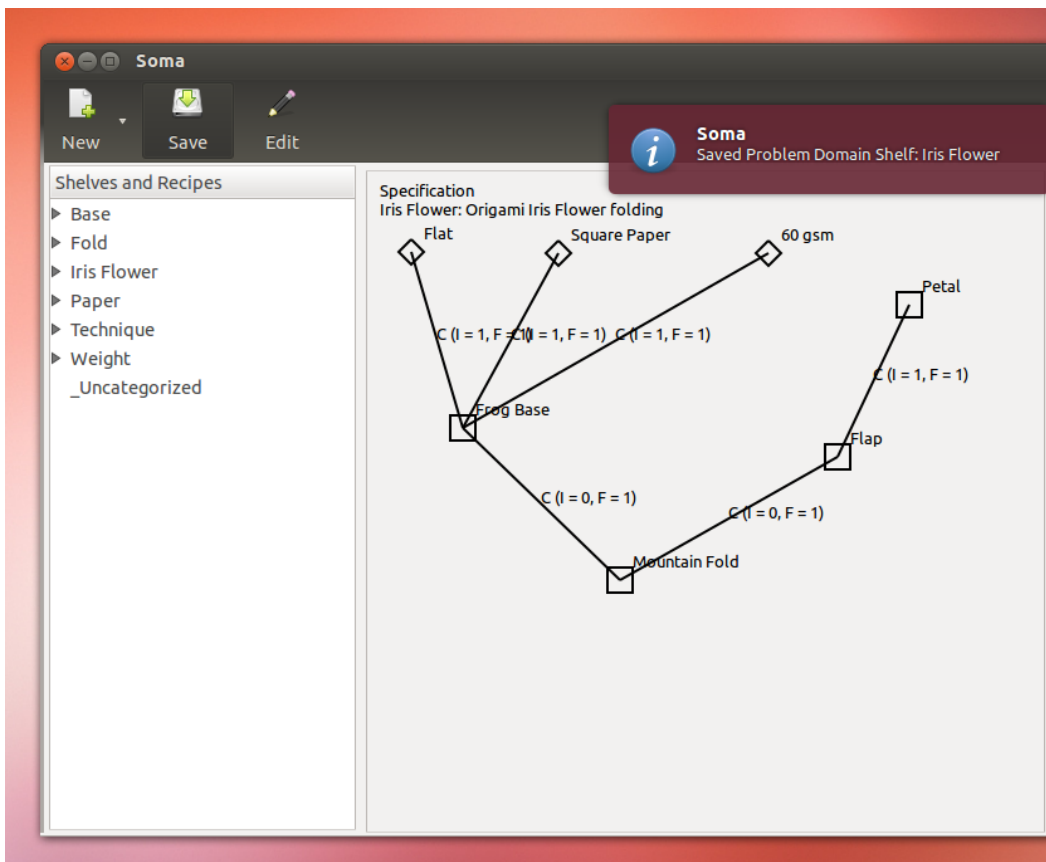 Soma
New
Save
Edit
Soma
Saved Problem Domain Shelf: Iris Flower
Shelves and Recipes
Base
Fold
Iris Flower
Paper
Technique
Weight
_Uncategorized
Specification
Iris Flower: Origami Iris Flower folding
Flat
Square Paper
60 gsm
Petal
C (I = 1, F = 1)
C (I = 1, F = 1)
C (I = 1, F = 1)
C (I = 1, F = 1)
Frog Base
Flap
C (I = 0, F = 1)
C (I = 0, F = 1)
Mountain Fold